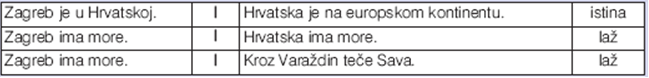 Zagreb je u Hrvatskoj. I Hrvatska je na europskom kontinentu. istina
Zagreb ima more. I Hrvatska ima more. laž
Zagreb ima more. I Kroz Varaždin teče Sava. laž